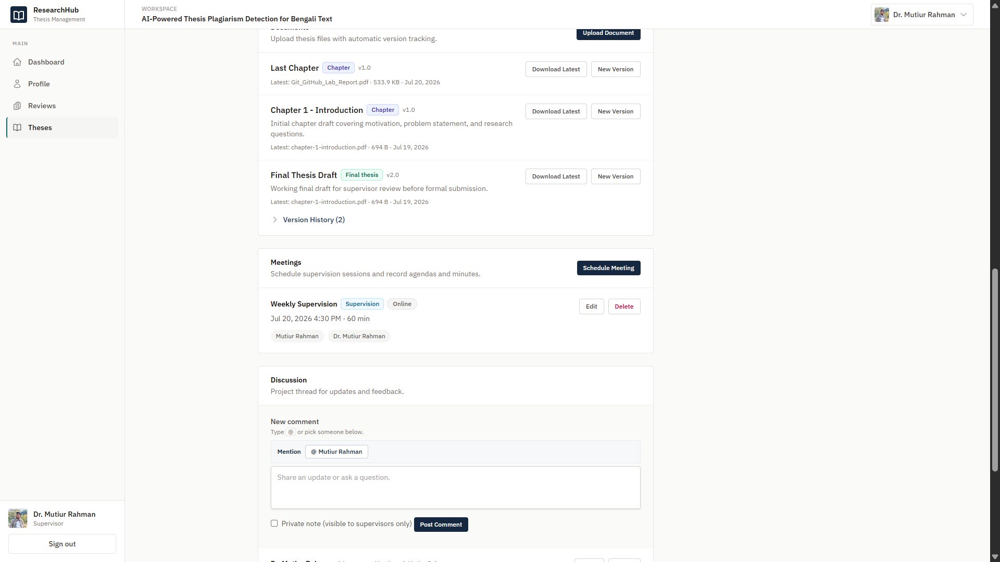 ResearchHub
Thesis Management
WORKSPACE
AI-Powered Thesis Plagiarism Detection for Bengali Text
Dr. Mutiur Rahman
MAIN
Dashboard
Profile
Reviews
Theses
Dr. Mutiur Rahman
Supervisor
Sign out
Documents
Upload thesis files with automatic version tracking.
Upload Document
Last Chapter Chapter v1.0
Latest: Git_GitHub_Lab_Report.pdf · 533.9 KB · Jul 20, 2026
Download Latest New Version
Chapter 1 - Introduction Chapter v1.0
Initial chapter draft covering motivation, problem statement, and research
questions.
Latest: chapter-1-introduction.pdf · 694 B · Jul 19, 2026
Download Latest New Version
Final Thesis Draft Final thesis v2.0
Working final draft for supervisor review before formal submission.
Latest: chapter-1-introduction.pdf · 694 B · Jul 19, 2026
Download Latest New Version
Version History (2)
Meetings
Schedule supervision sessions and record agendas and minutes.
Schedule Meeting
Weekly Supervision Supervision Online
Jul 20, 2026 4:30 PM · 60 min
Mutiur Rahman Dr. Mutiur Rahman
Edit Delete
Discussion
Project thread for updates and feedback.
New comment
Type @ or pick someone below.
Mention @ Mutiur Rahman
Share an update or ask a question.
Private note (visible to supervisors only) Post Comment